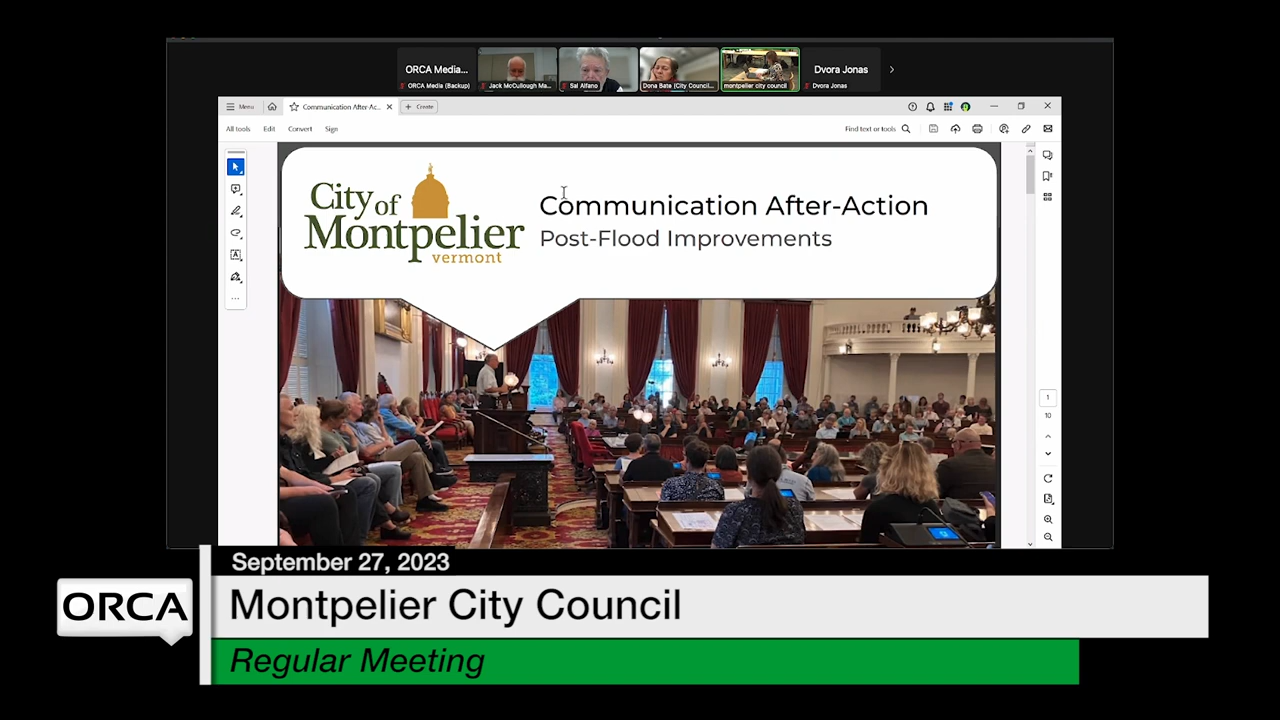 ORCA Media...
Dvora Jonas
ORCA Media (Backup)
Jack McCullough Ma...
Sal Alfano
Dona Bate (City Council...
montpelier city council
Dvora Jonas
Menu
Communication After-Ac...
Create
All tools
Edit
Convert
Sign
Find text or tools
City of
Montpelier
vermont
Communication After-Action
Post-Flood Improvements
1
10
September 27, 2023
ORCA
Montpelier City Council
Regular Meeting